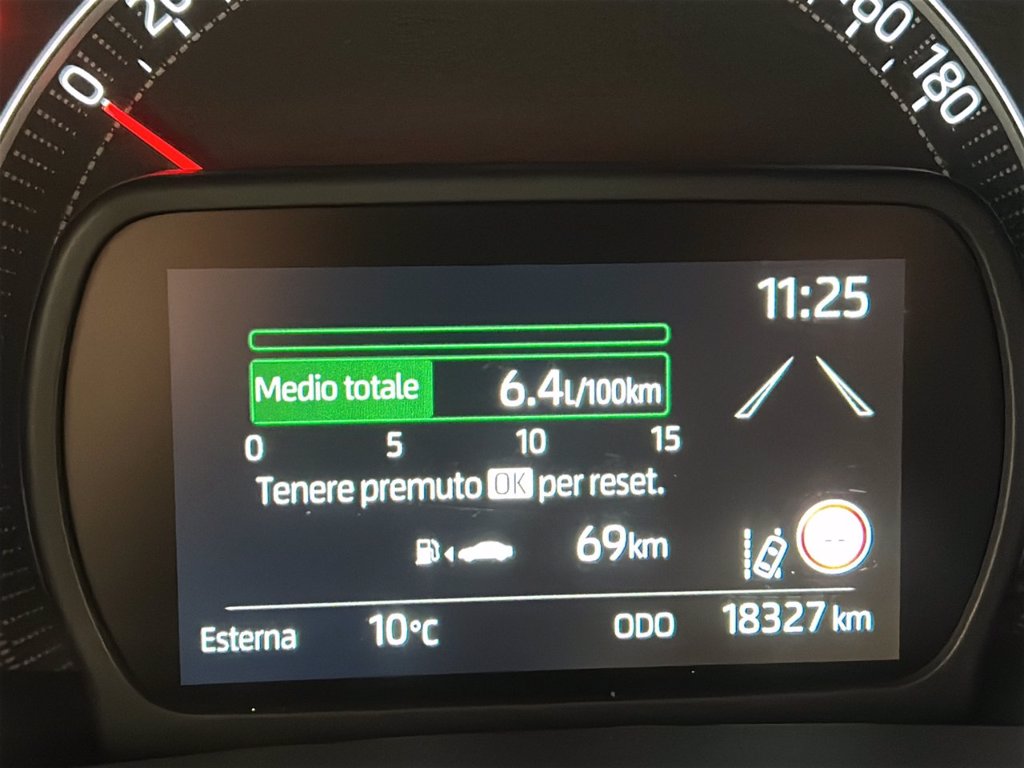 0
20
160
180
11:25
Medio totale 6.4L/100km
0 5 10 15
Tenere premuto OK per reset.
69km
--
Esterna 10°C ODO 18327 km